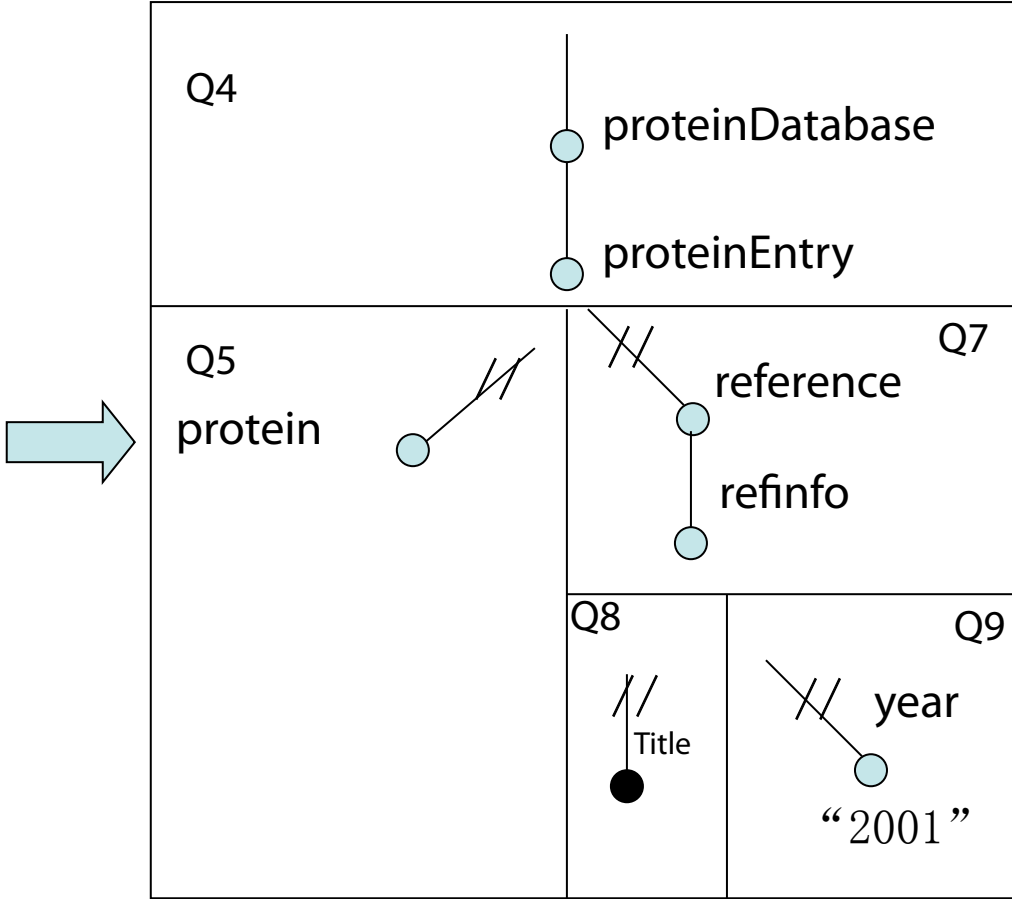 Q4
proteinDatabase
proteinEntry
Q5
protein
Q7
reference
refinfo
Q8
Title
Q9
year
“2001”